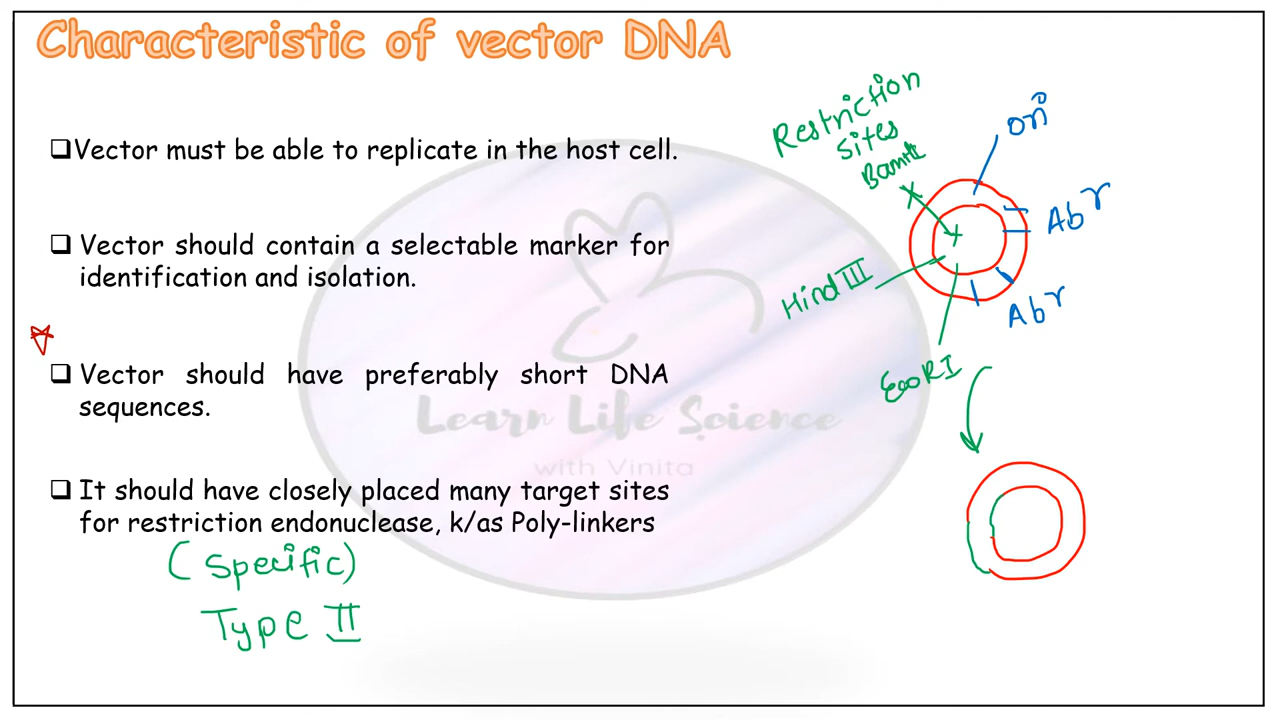 Characteristic of vector DNA
❑Vector must be able to replicate in the host cell.
❑ Vector should contain a selectable marker for
identification and isolation.
❑ Vector should have preferably short DNA
sequences.
❑ It should have closely placed many target sites
for restriction endonuclease, k/as Poly-linkers
(Specific)
Type II
Restriction
Sites
BamHI
ori
Abʳ
Hind III
Abʳ
EcoRI
Learn Life Science
with Vinita